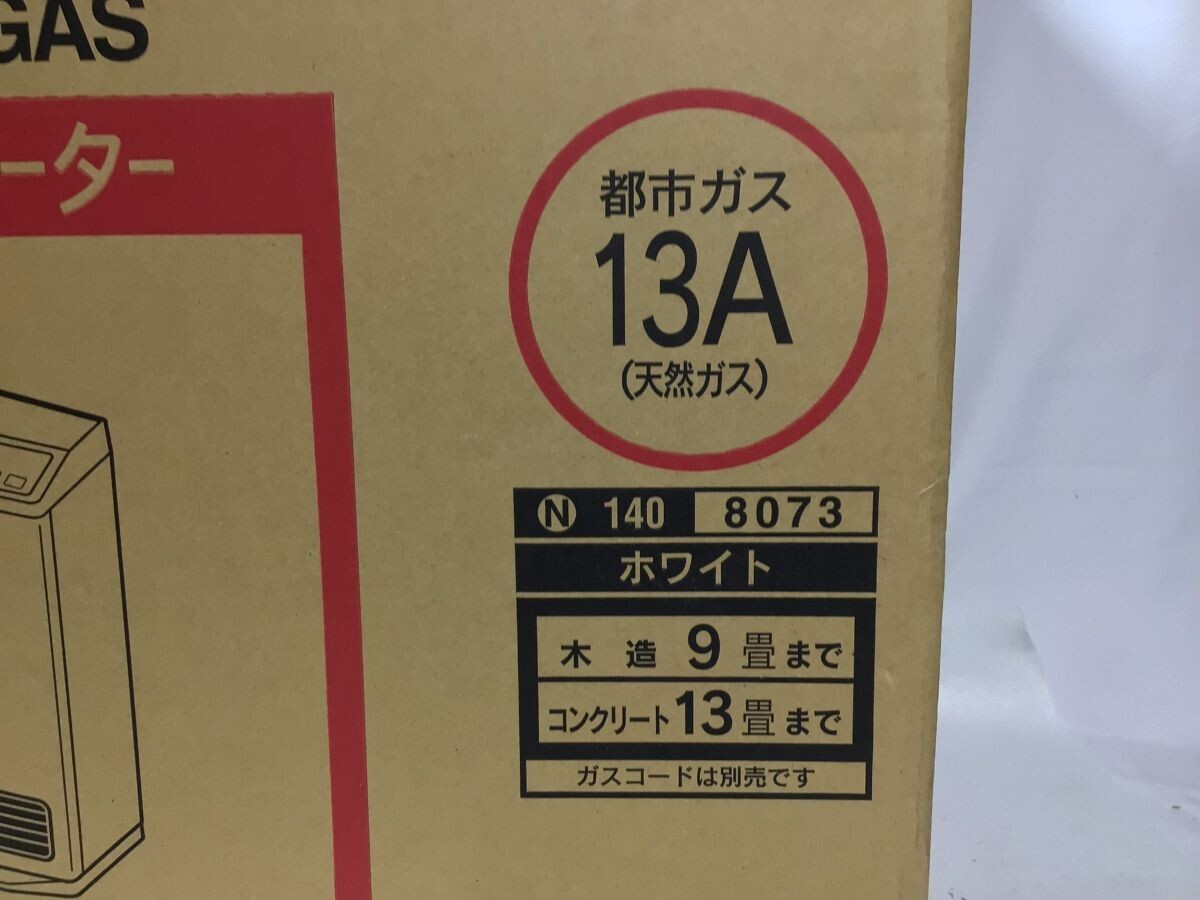 GAS
ーター
都市ガス
13A
(天然ガス)
Ⓝ 140 8073
ホワイト
木造 9 畳まで
コンクリート 13 畳まで
ガスコードは別売です